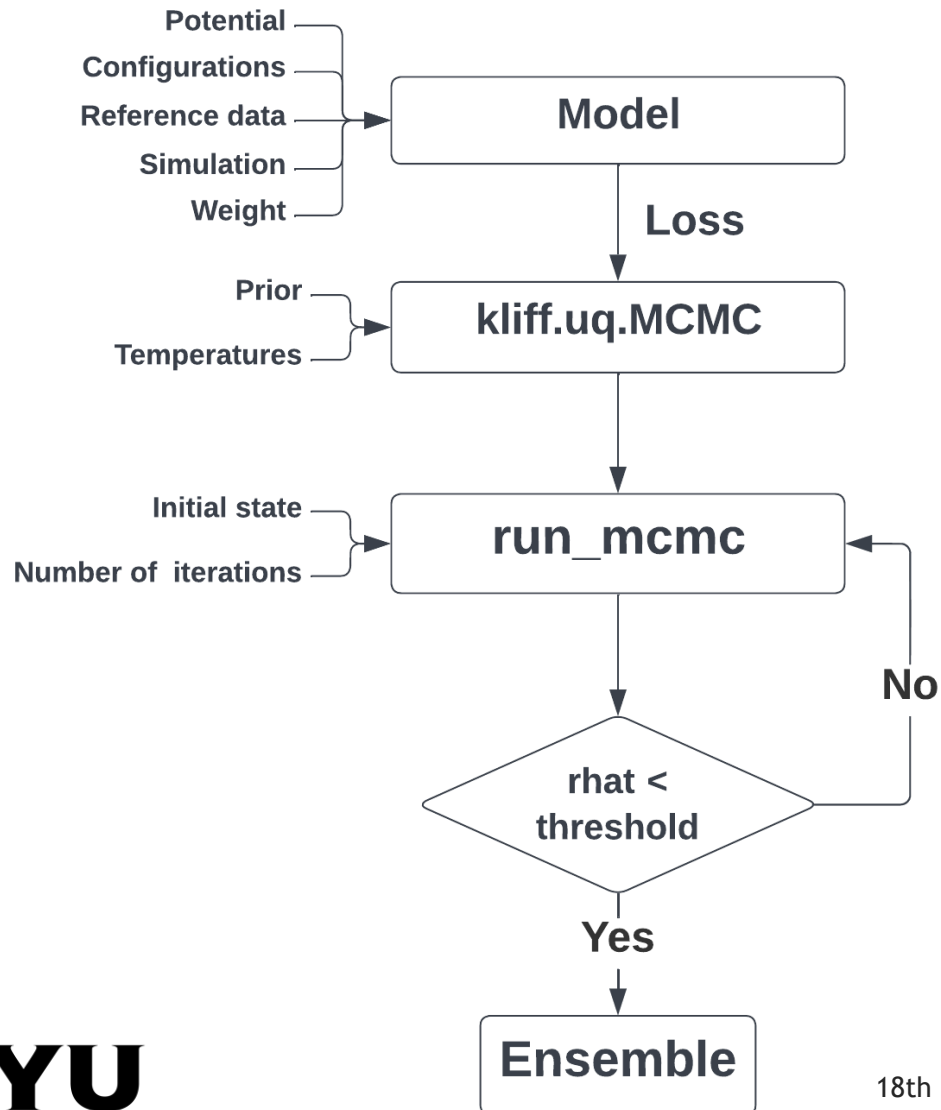 Potential
Configurations
Reference data
Simulation
Weight
Model
Loss
Prior
Temperatures
kliff.uq.MCMC
Initial state
Number of  iterations
run_mcmc
No
rhat <
threshold
Yes
Ensemble
YU
18th